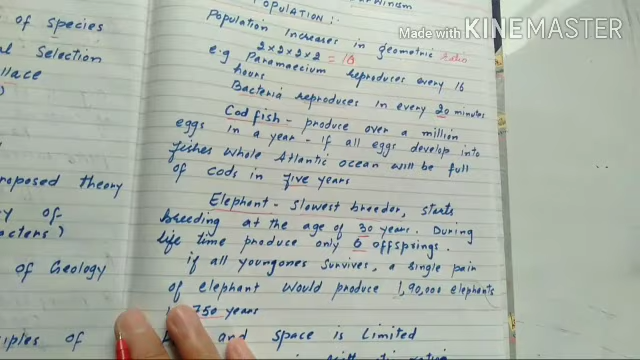 Made with KINEMASTER
of species
Selection
llace
roposed theory
of
acters)
of Geology
ples of
Darwinism
POPULATION :
Population increases in geometric ratio
2×2×2×2 = 16
e.g Paramaecium reproduces every 16
hours
Bacteria reproduces in every 20 minutes
Cod fish - produce over a million
eggs in a year - if all eggs develop into
fishes whole Atlantic ocean will be full
of cods in five years
Elephant - slowest breeder, starts
breeding at the age of 30 years. During
life time produce only 6 offsprings.
if all youngones survives, a single pair
of elephant would produce 1,90,000 elephants
750 years
and space is limited